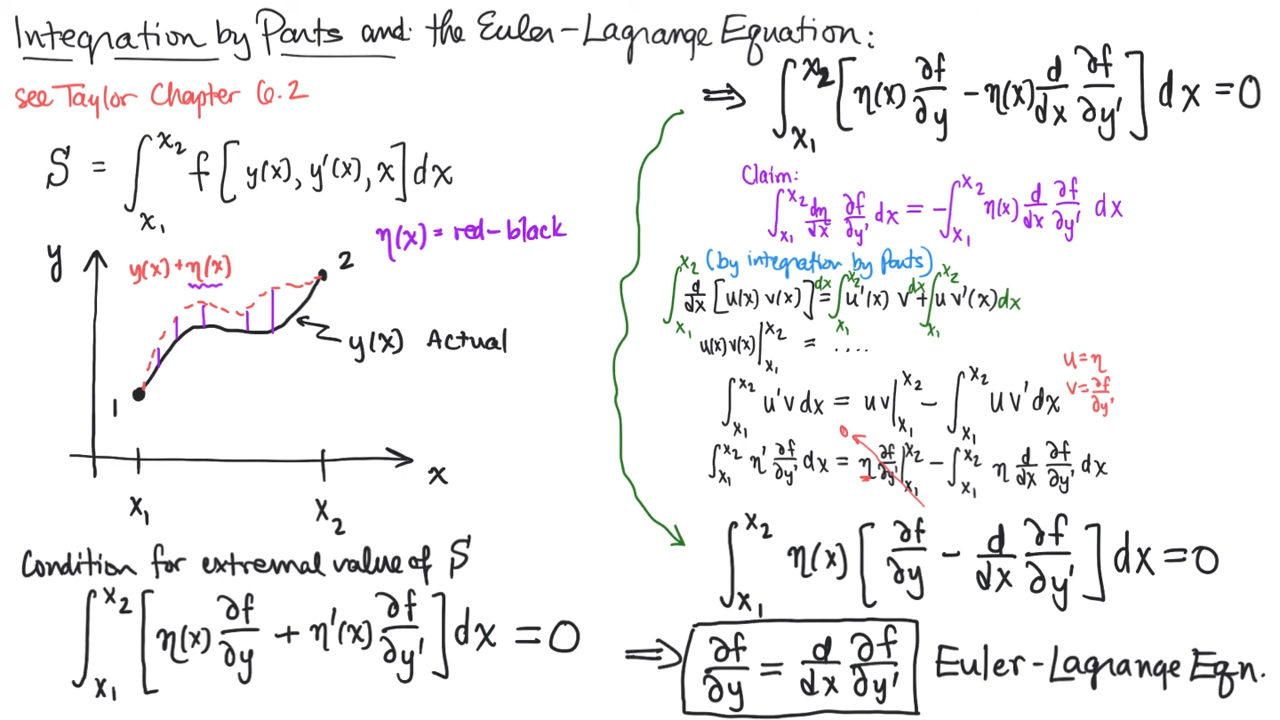 Integration by Parts and the Euler-Lagrange Equation:
see Taylor Chapter 6.2
S = ∫_{x₁}^{x₂} f[y(x), y'(x), x]dx
η(x) = red-black
y
y(x)+η(x)
2
y(x) Actual
1
x
x₁
x₂
Condition for extremal value of S
∫_{x₁}^{x₂} [η(x) ∂f/∂y + η'(x) ∂f/∂y'] dx = 0
⇒ ∫_{x₁}^{x₂} [η(x) ∂f/∂y - η(x) d/dx ∂f/∂y'] dx = 0
Claim:
∫_{x₁}^{x₂} dη/dx ∂f/∂y' dx = -∫_{x₁}^{x₂} η(x) d/dx ∂f/∂y' dx
(by integration by Parts)
∫_{x₁}^{x₂} d/dx [u(x) v(x)] dx = ∫_{x₁}^{x₂} u'(x) v dx + ∫_{x₁}^{x₂} u v'(x) dx
u(x) v(x)|_{x₁}^{x₂} = ....
∫_{x₁}^{x₂} u'v dx = uv|_{x₁}^{x₂} - ∫_{x₁}^{x₂} u v' dx
u = η
v = ∂f/∂y'
0
∫_{x₁}^{x₂} η' ∂f/∂y' dx = η ∂f/∂y'|_{x₁}^{x₂} - ∫_{x₁}^{x₂} η d/dx ∂f/∂y' dx
∫_{x₁}^{x₂} η(x) [∂f/∂y - d/dx ∂f/∂y'] dx = 0
⇒ ∂f/∂y = d/dx ∂f/∂y' Euler-Lagrange Eqn.